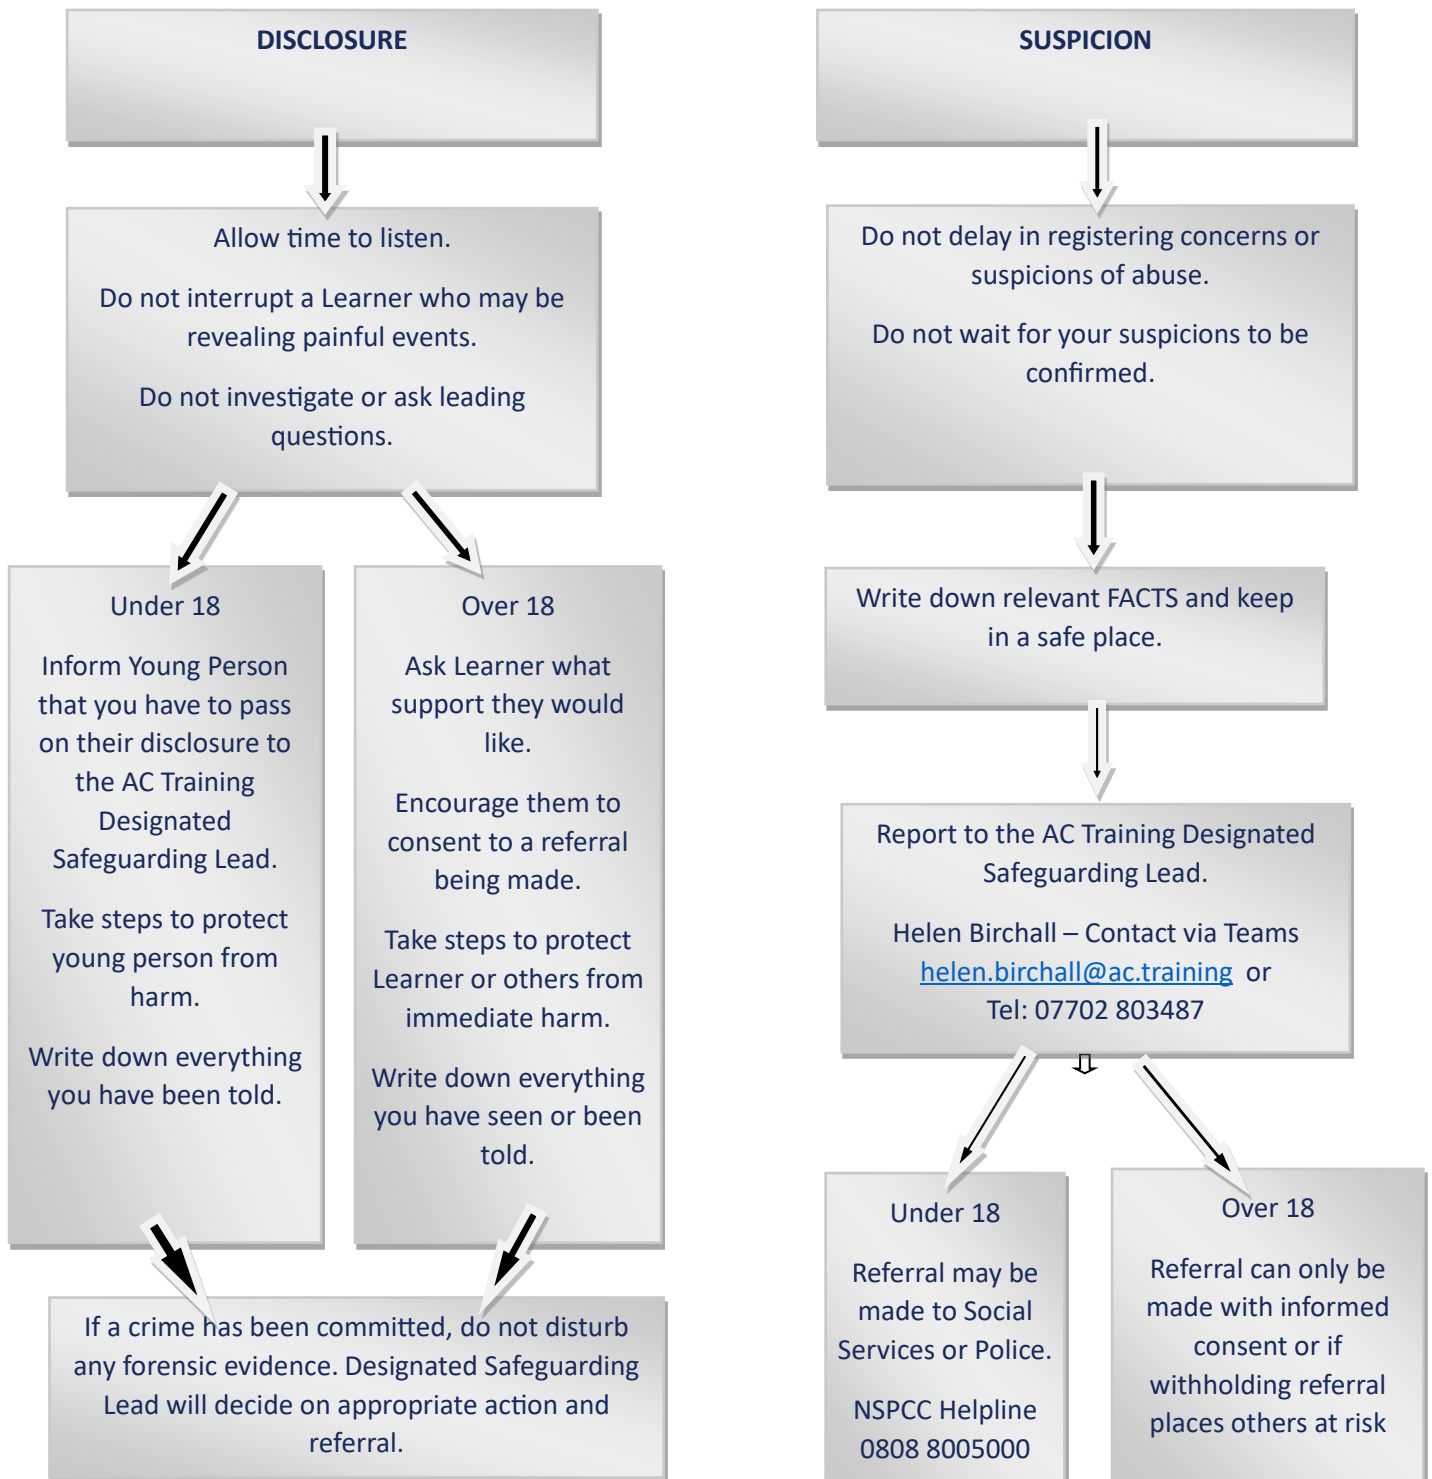 DISCLOSURE
Allow time to listen.
Do not interrupt a Learner who may be
revealing painful events.
Do not investigate or ask leading
questions.
Under 18
Inform Young Person
that you have to pass
on their disclosure to
the AC Training
Designated
Safeguarding Lead.
Take steps to protect
young person from
harm.
Write down everything
you have been told.
Over 18
Ask Learner what
support they would
like.
Encourage them to
consent to a referral
being made.
Take steps to protect
Learner or others from
immediate harm.
Write down everything
you have seen or been
told.
If a crime has been committed, do not disturb
any forensic evidence. Designated Safeguarding
Lead will decide on appropriate action and
referral.
SUSPICION
Do not delay in registering concerns or
suspicions of abuse.
Do not wait for your suspicions to be
confirmed.
Write down relevant FACTS and keep
in a safe place.
Report to the AC Training Designated
Safeguarding Lead.
Helen Birchall – Contact via Teams
helen.birchall@ac.training or
Tel: 07702 803487
Under 18
Referral may be
made to Social
Services or Police.
NSPCC Helpline
0808 8005000
Over 18
Referral can only be
made with informed
consent or if
withholding referral
places others at risk